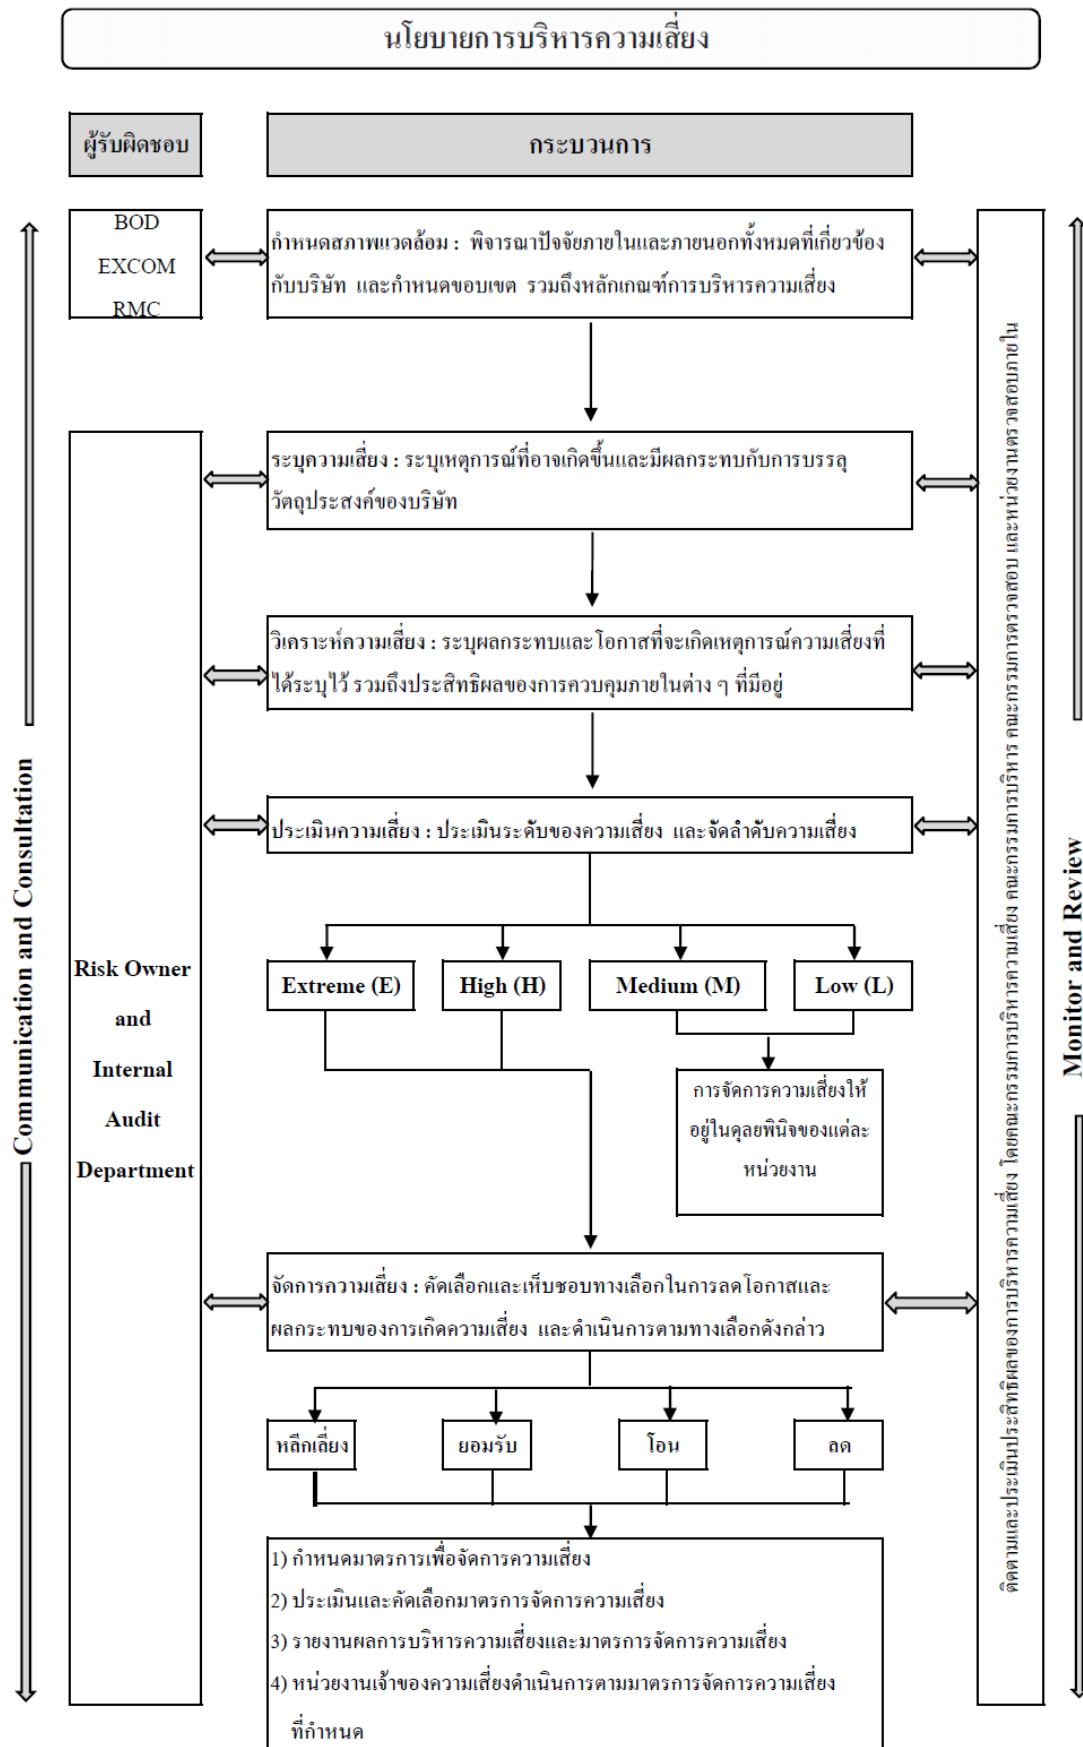 นโยบายการบริหารความเสี่ยง
ผู้รับผิดชอบ
กระบวนการ
BOD
EXCOM
RMC
กำหนดสภาพแวดล้อม : พิจารณาปัจจัยภายในและภายนอกทั้งหมดที่เกี่ยวข้อง
กับบริษัท และกำหนดขอบเขต รวมถึงหลักเกณฑ์การบริหารความเสี่ยง
ระบุความเสี่ยง : ระบุเหตุการณ์ที่อาจเกิดขึ้นและมีผลกระทบกับการบรรลุ
วัตถุประสงค์ของบริษัท
วิเคราะห์ความเสี่ยง : ระบุผลกระทบและโอกาสที่จะเกิดเหตุการณ์ความเสี่ยงที่
ได้ระบุไว้ รวมถึงประสิทธิผลของการควบคุมภายในต่าง ๆ ที่มีอยู่
ประเมินความเสี่ยง : ประเมินระดับของความเสี่ยง และจัดลำดับความเสี่ยง
Communication and Consultation
Risk Owner
and
Internal
Audit
Department
Extreme (E)
High (H)
Medium (M)
Low (L)
การจัดการความเสี่ยงให้
อยู่ในดุลยพินิจของแต่ละ
หน่วยงาน
จัดการความเสี่ยง : คัดเลือกและเห็บชอบทางเลือกในการลดโอกาสและ
ผลกระทบของการเกิดความเสี่ยง และดำเนินการตามทางเลือกดังกล่าว
หลีกเลี่ยง
ยอมรับ
โอน
ลด
1) กำหนดมาตรการเพื่อจัดการความเสี่ยง
2) ประเมินและคัดเลือกมาตรการจัดการความเสี่ยง
3) รายงานผลการบริหารความเสี่ยงและมาตรการจัดการความเสี่ยง
4) หน่วยงานเจ้าของความเสี่ยงดำเนินการตามมาตรการจัดการความเสี่ยง
ที่กำหนด
ติดตามและประเมินประสิทธิผลของการบริหารความเสี่ยง โดยคณะกรรมการบริหารความเสี่ยง คณะกรรมการบริหาร คณะกรรมการตรวจสอบ และหน่วยงานตรวจสอบภายใน
Monitor and Review